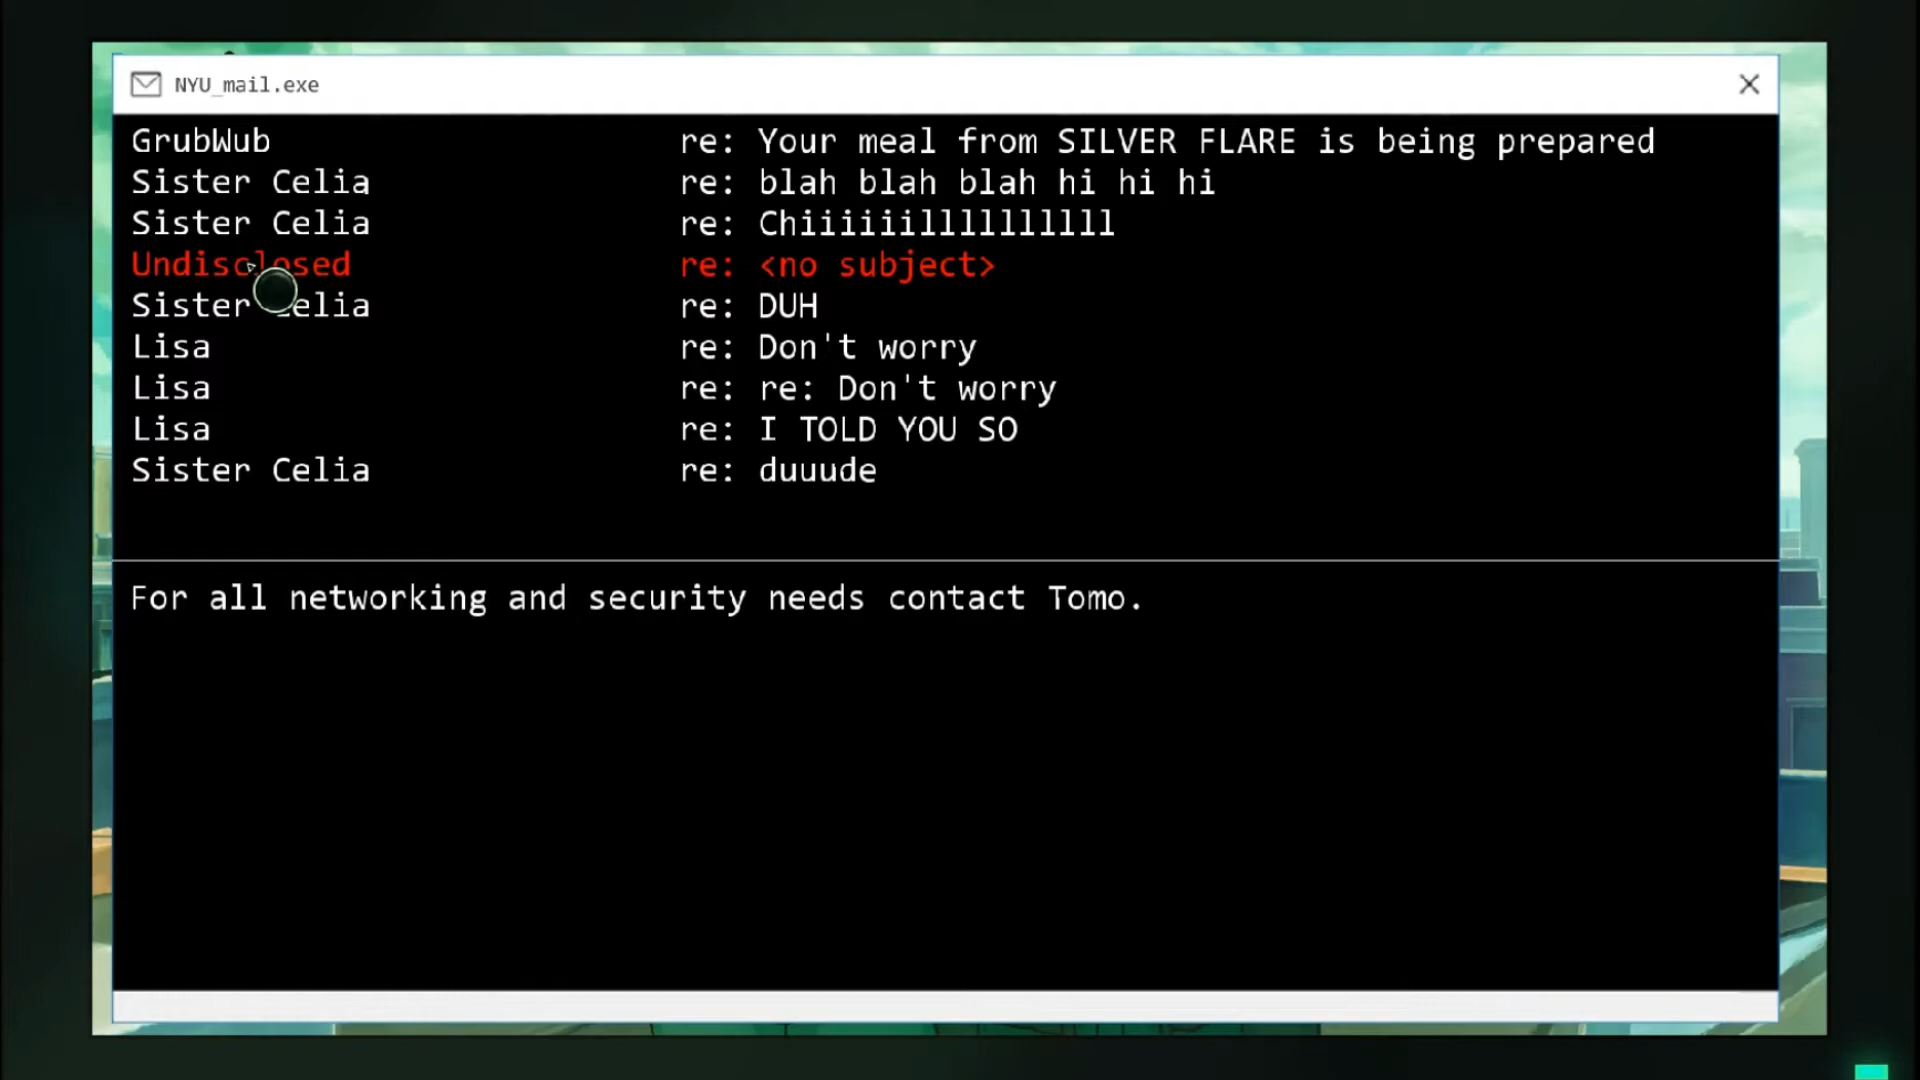 NYU_mail.exe
GrubWub re: Your meal from SILVER FLARE is being prepared
Sister Celia re: blah blah blah hi hi hi
Sister Celia re: Chiiiiiillllllllll
Undisclosed re: <no subject>
Sister Celia re: DUH
Lisa re: Don't worry
Lisa re: re: Don't worry
Lisa re: I TOLD YOU SO
Sister Celia re: duuude
For all networking and security needs contact Tomo.